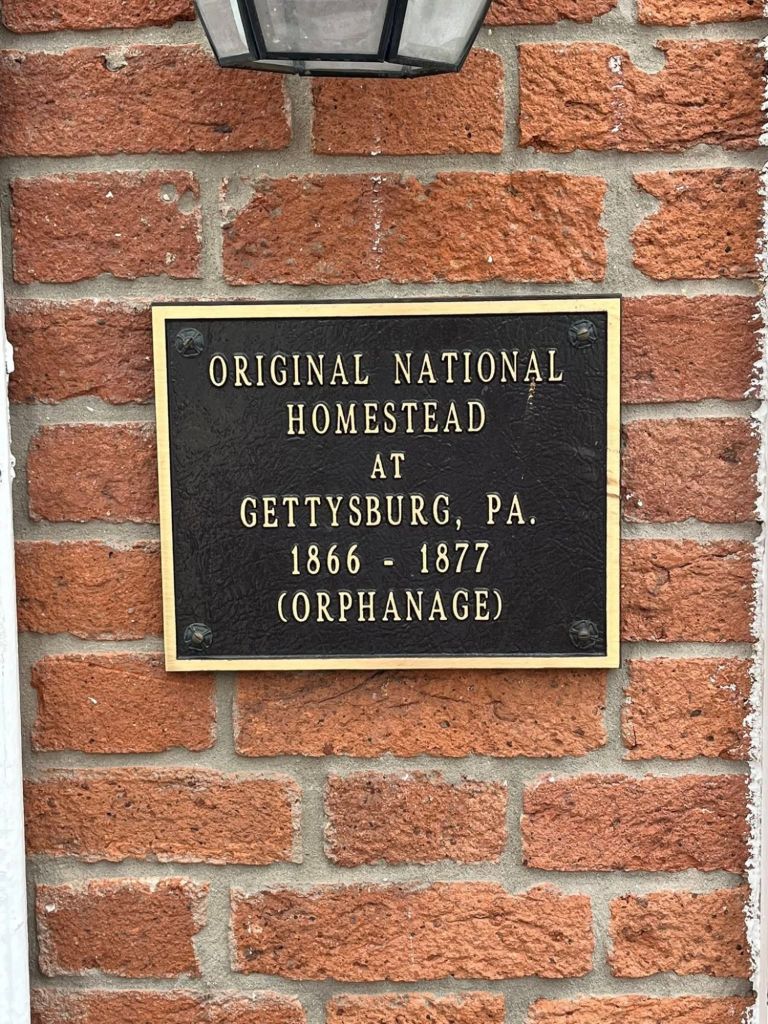 ORIGINAL NATIONAL
HOMESTEAD
AT
GETTYSBURG, PA.
1866 - 1877
(ORPHANAGE)